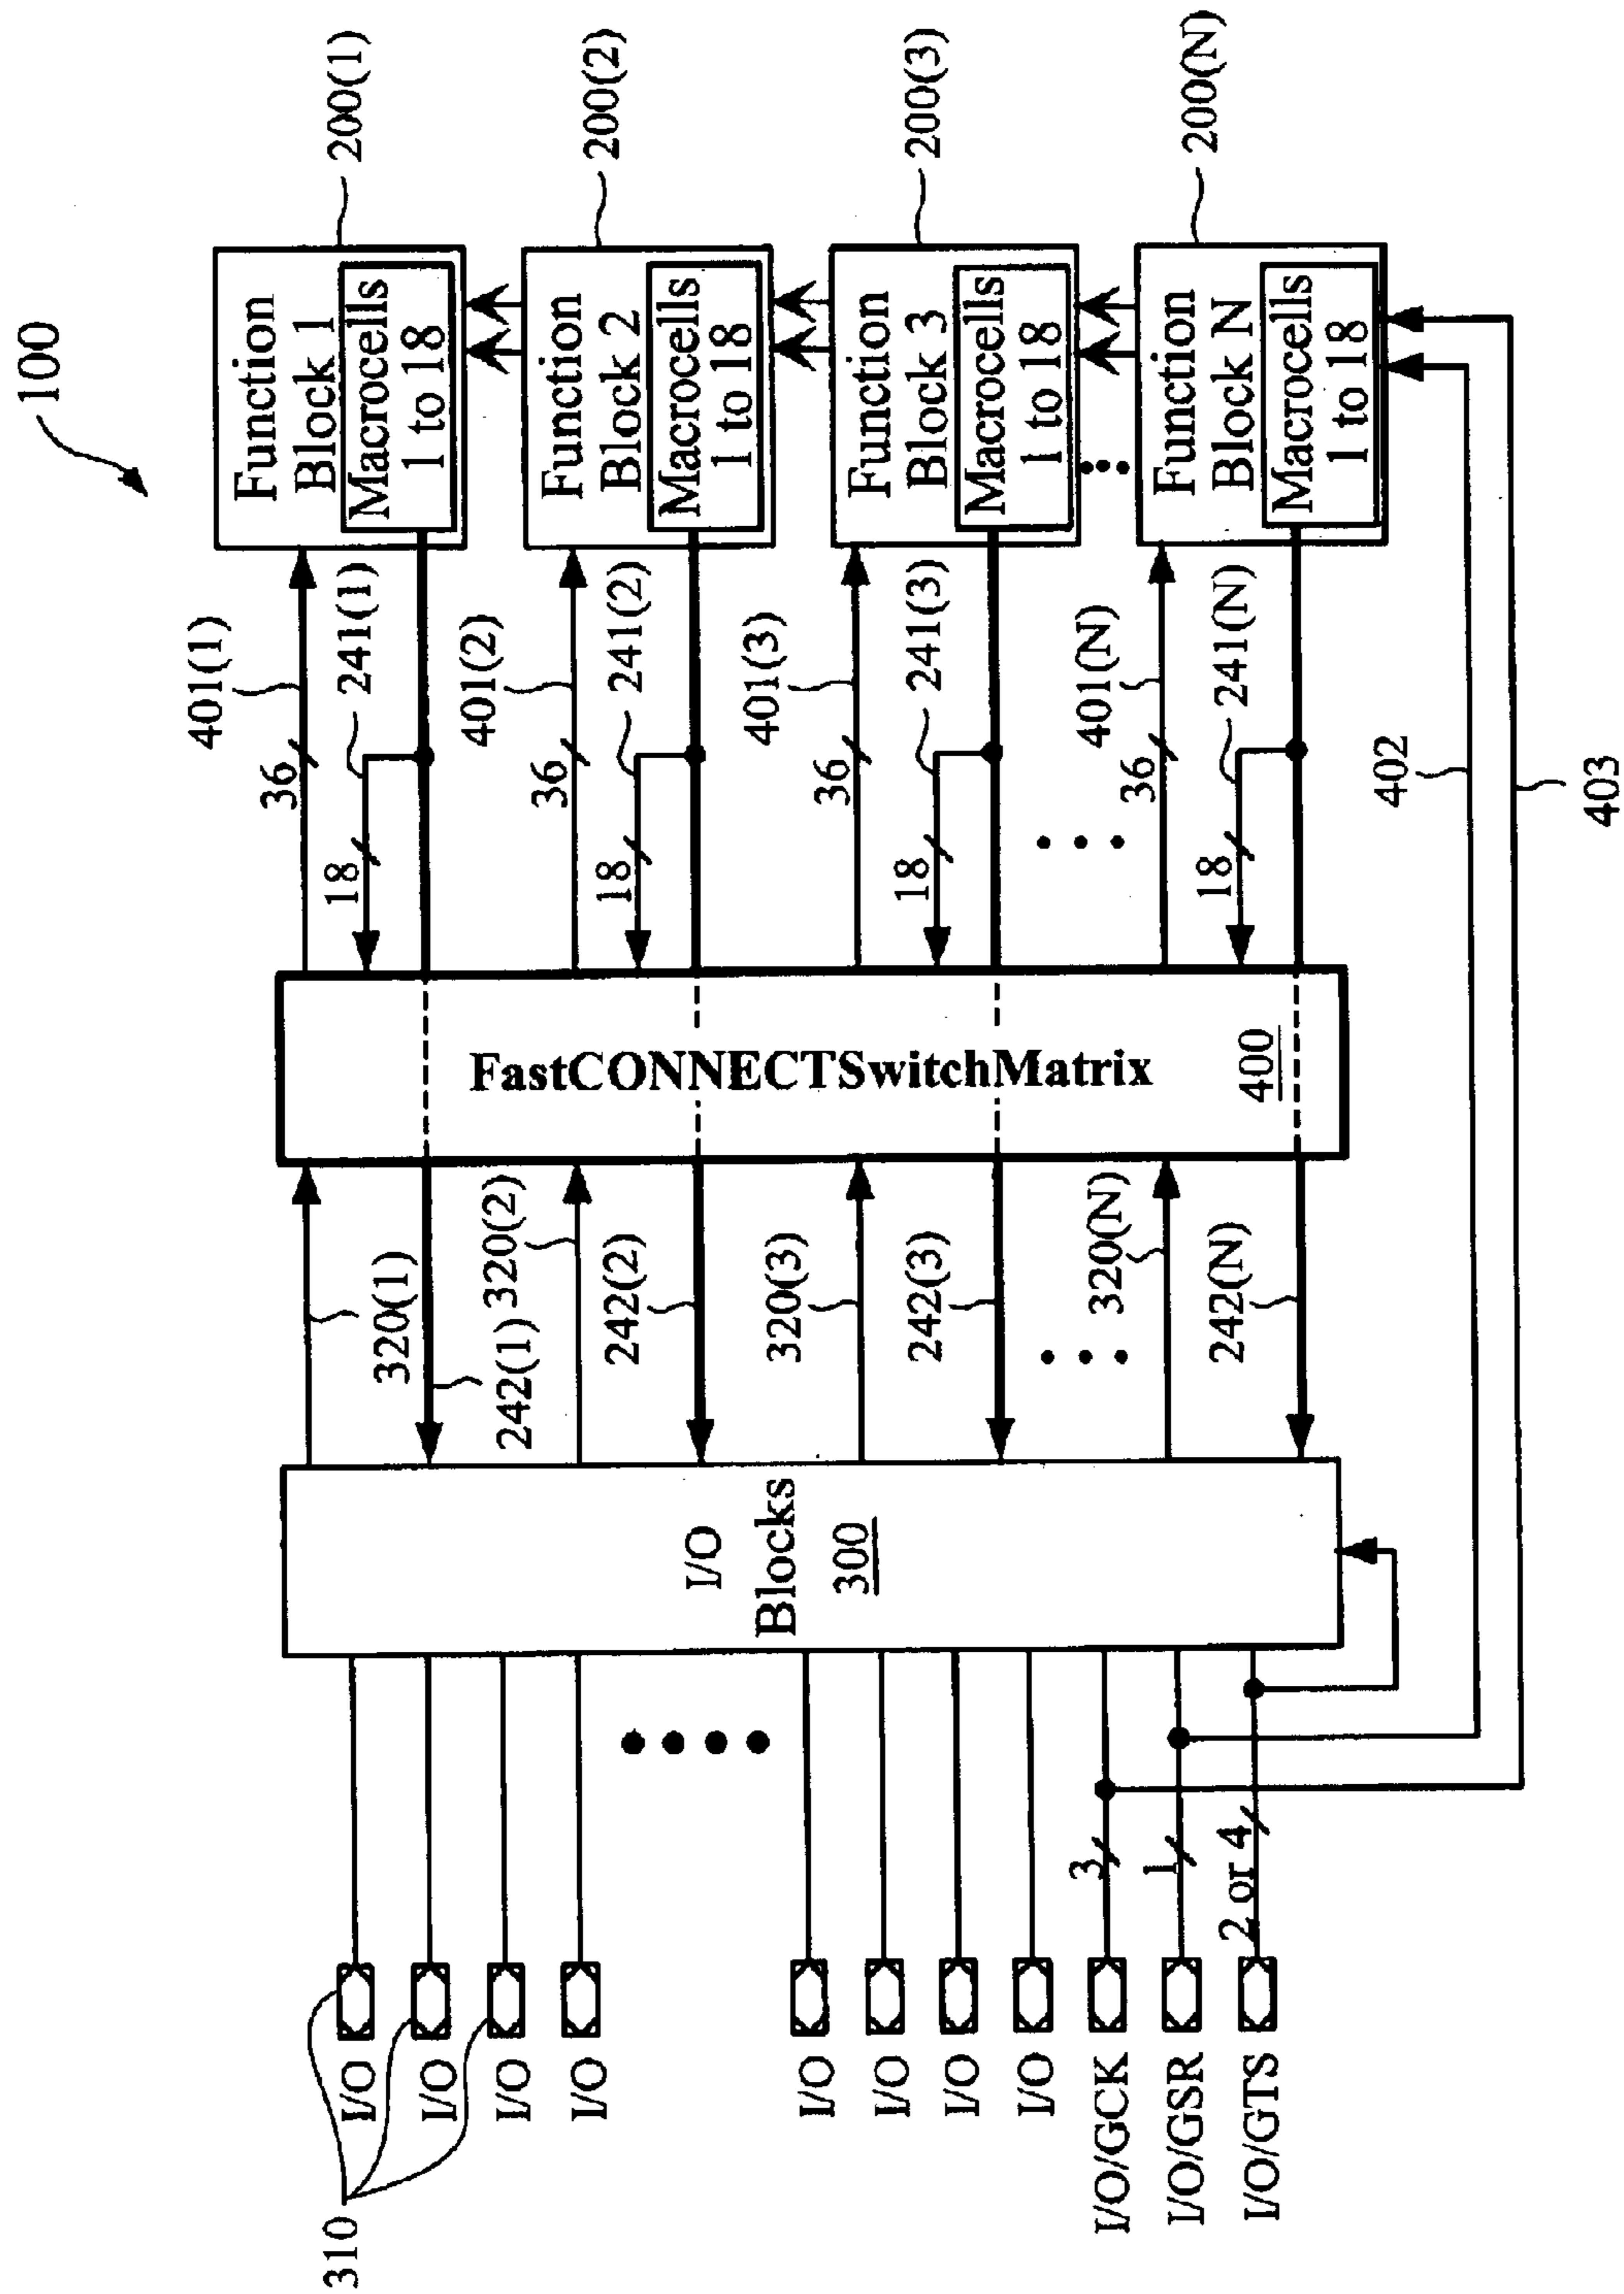 100
310
I/O
I/O
I/O
I/O
I/O
I/O
I/O
I/O
I/O/GCK
I/O/GSR
I/O/GTS
3
1
2 or 4
I/O
Blocks
300
320(1)
242(1)
320(2)
242(2)
320(3)
242(3)
320(N)
242(N)
FastCONNECTSwitchMatrix
400
401(1)
36
18
241(1)
401(2)
36
18
241(2)
401(3)
36
18
241(3)
401(N)
36
18
241(N)
402
403
Function
Block 1
Macrocells
1 to 18
200(1)
Function
Block 2
Macrocells
1 to 18
200(2)
Function
Block 3
Macrocells
1 to 18
200(3)
Function
Block N
Macrocells
1 to 18
200(N)